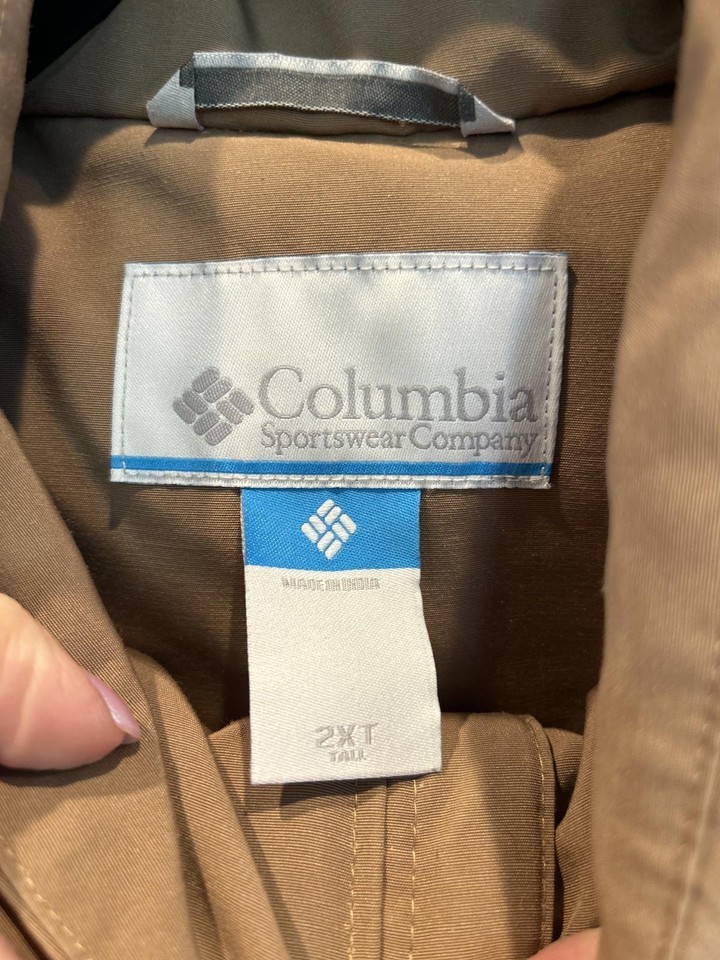 Columbia
Sportswear Company
MADE IN INDIA
2XT
TALL